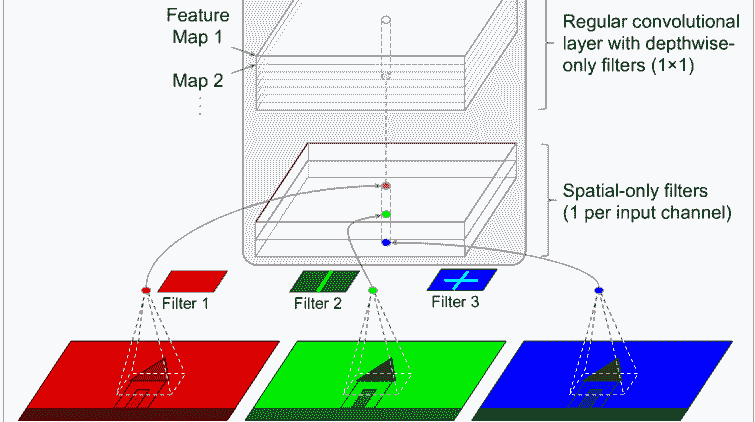 Feature
Map 1
Map 2
Regular convolutional
layer with depthwise-
only filters (1×1)
Spatial-only filters
(1 per input channel)
Filter 1
Filter 2
Filter 3